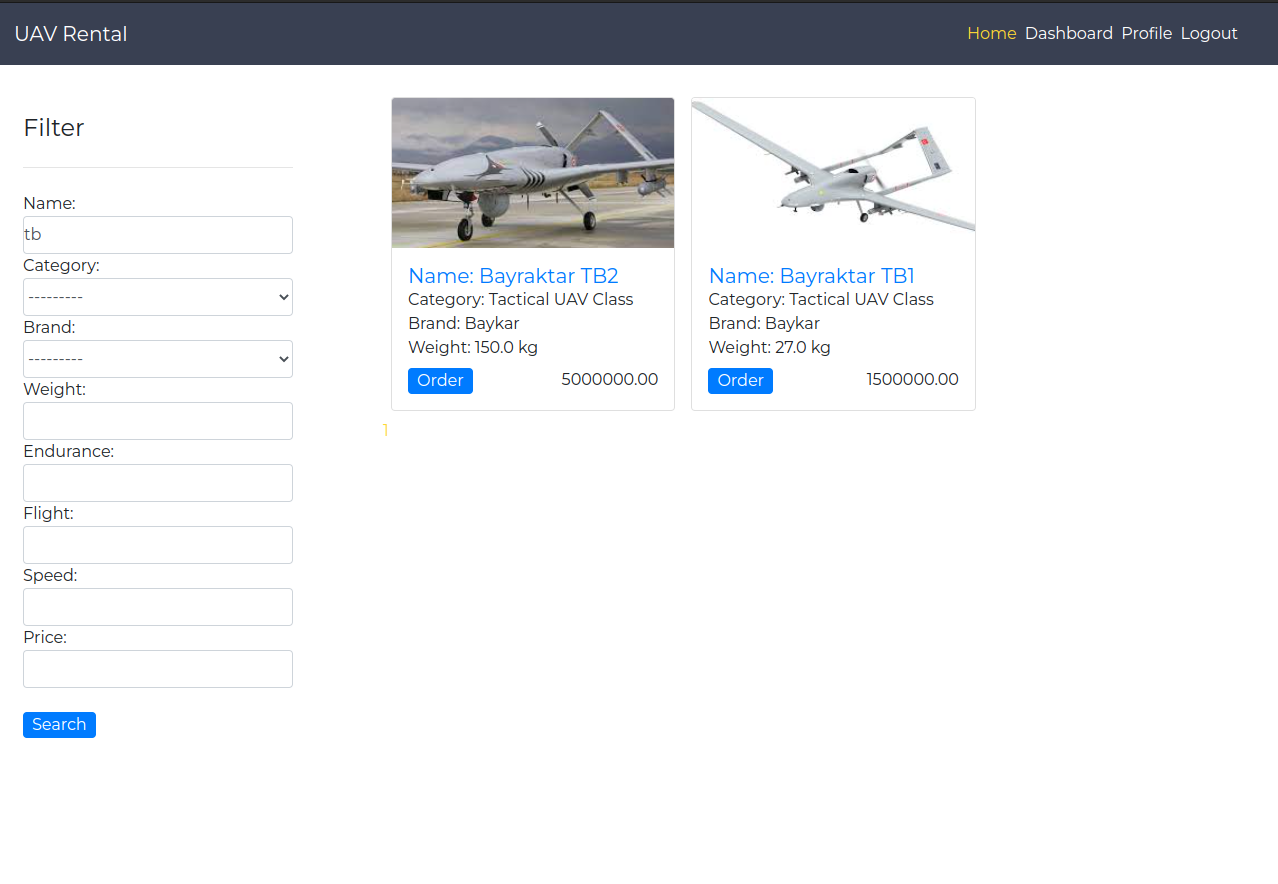 UAV Rental
Home Dashboard Profile Logout
Filter
Name:
tb
Category:
---------
Brand:
---------
Weight:
Endurance:
Flight:
Speed:
Price:
Search
Name: Bayraktar TB2
Category: Tactical UAV Class
Brand: Baykar
Weight: 150.0 kg
Order 5000000.00
Name: Bayraktar TB1
Category: Tactical UAV Class
Brand: Baykar
Weight: 27.0 kg
Order 1500000.00
1